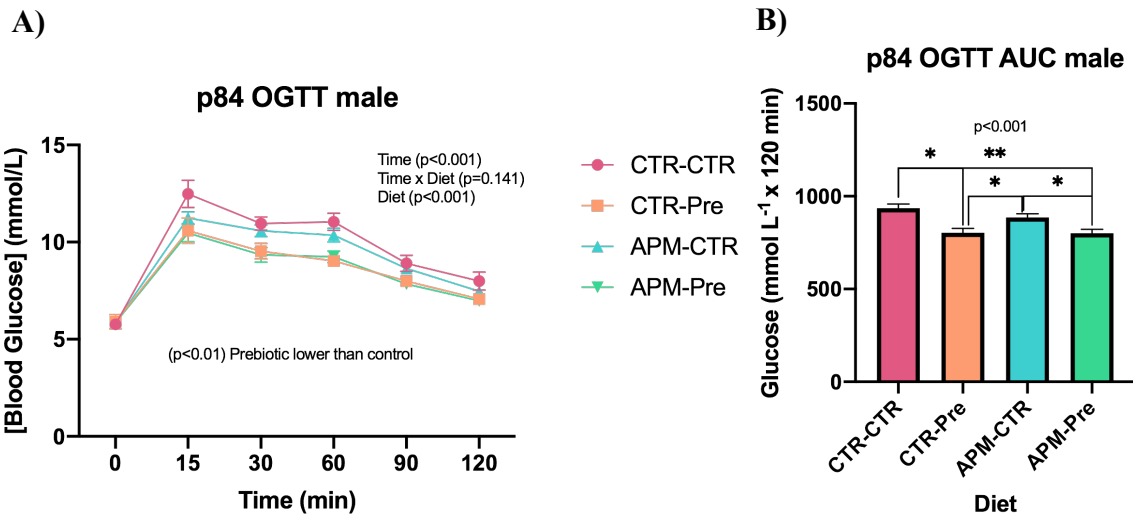 A)
p84 OGTT male
[Blood Glucose] (mmol/L)
15
10
5
0
Time (p<0.001)
Time x Diet (p=0.141)
Diet (p<0.001)
(p<0.01) Prebiotic lower than control
0 15 30 60 90 120
Time (min)
CTR-CTR
CTR-Pre
APM-CTR
APM-Pre
B)
p84 OGTT AUC male
Glucose (mmol L⁻¹ x 120 min)
1500
1000
500
0
p<0.001
* **
* *
CTR-CTR
CTR-Pre
APM-CTR
APM-Pre
Diet